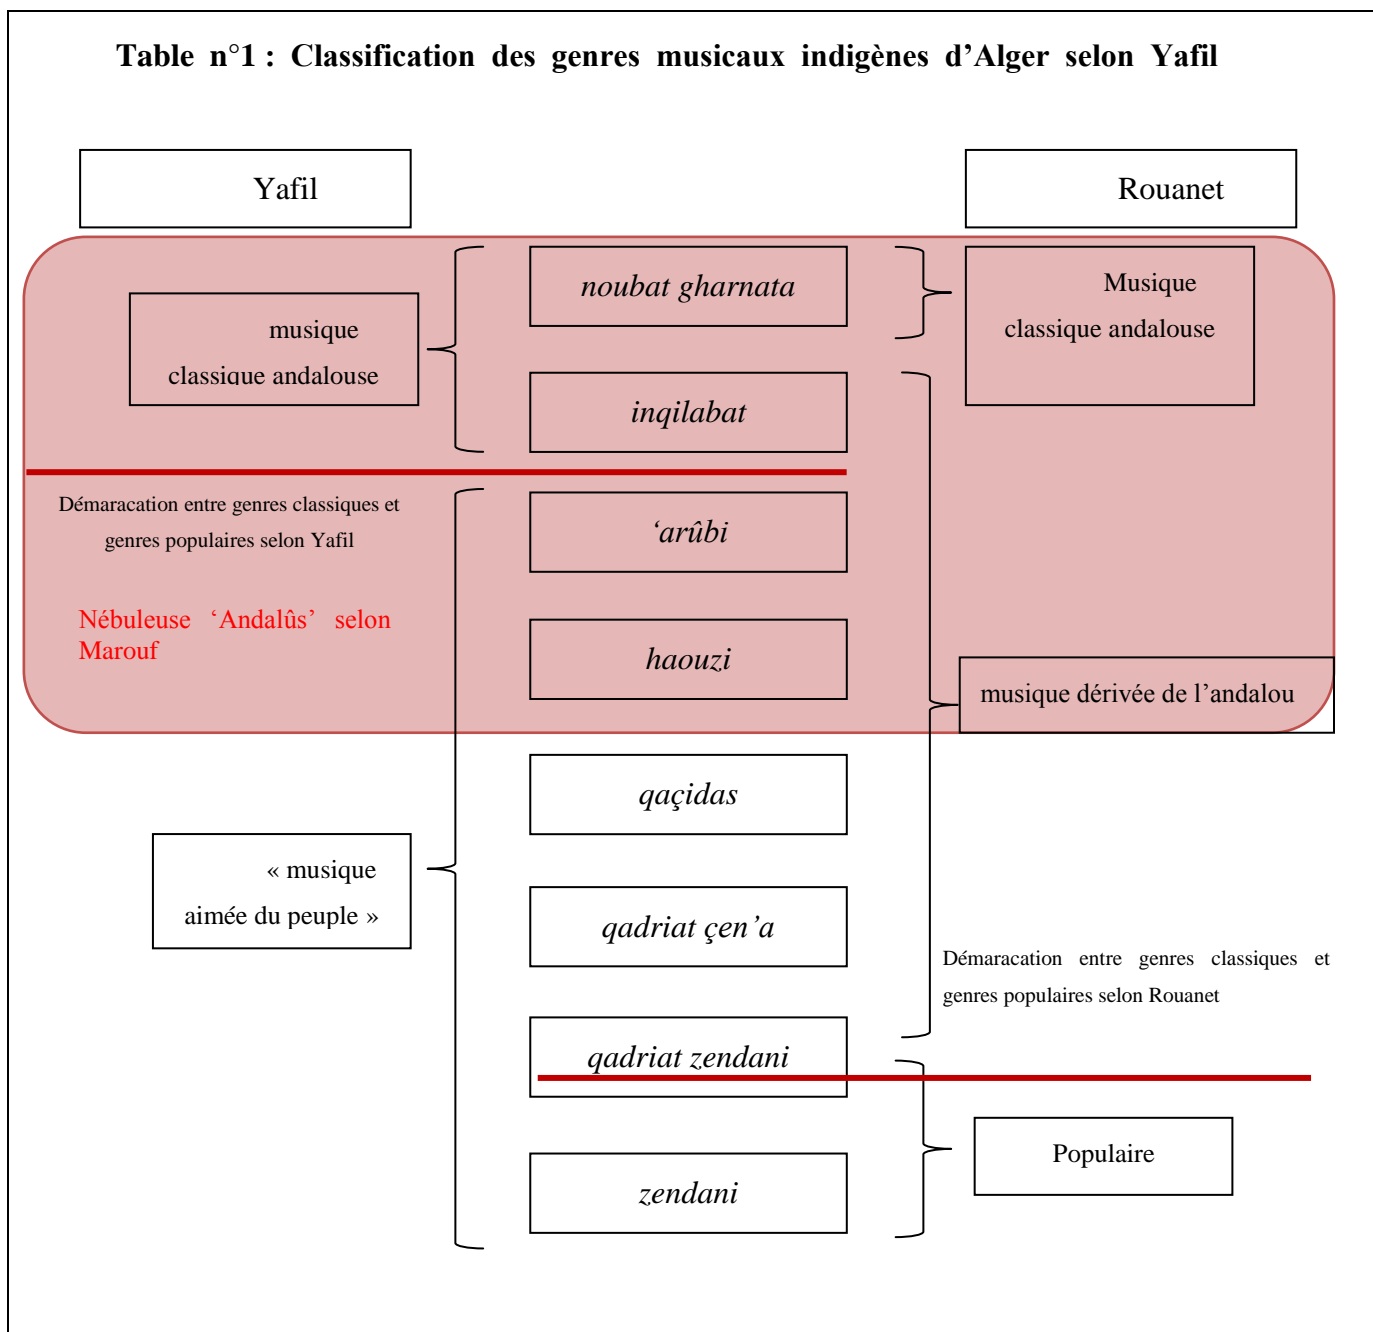 Table n°1 : Classification des genres musicaux indigènes d’Alger selon Yafil
Yafil
Rouanet
noubat gharnata
Musique
classique andalouse
musique
classique andalouse
inqilabat
Démaracation entre genres classiques et
genres populaires selon Yafil
‘arûbi
Nébuleuse ‘Andalûs’ selon
Marouf
haouzi
musique dérivée de l’andalou
qaçidas
« musique
aimée du peuple »
qadriat çen’a
Démaracation entre genres classiques et
genres populaires selon Rouanet
qadriat zendani
Populaire
zendani